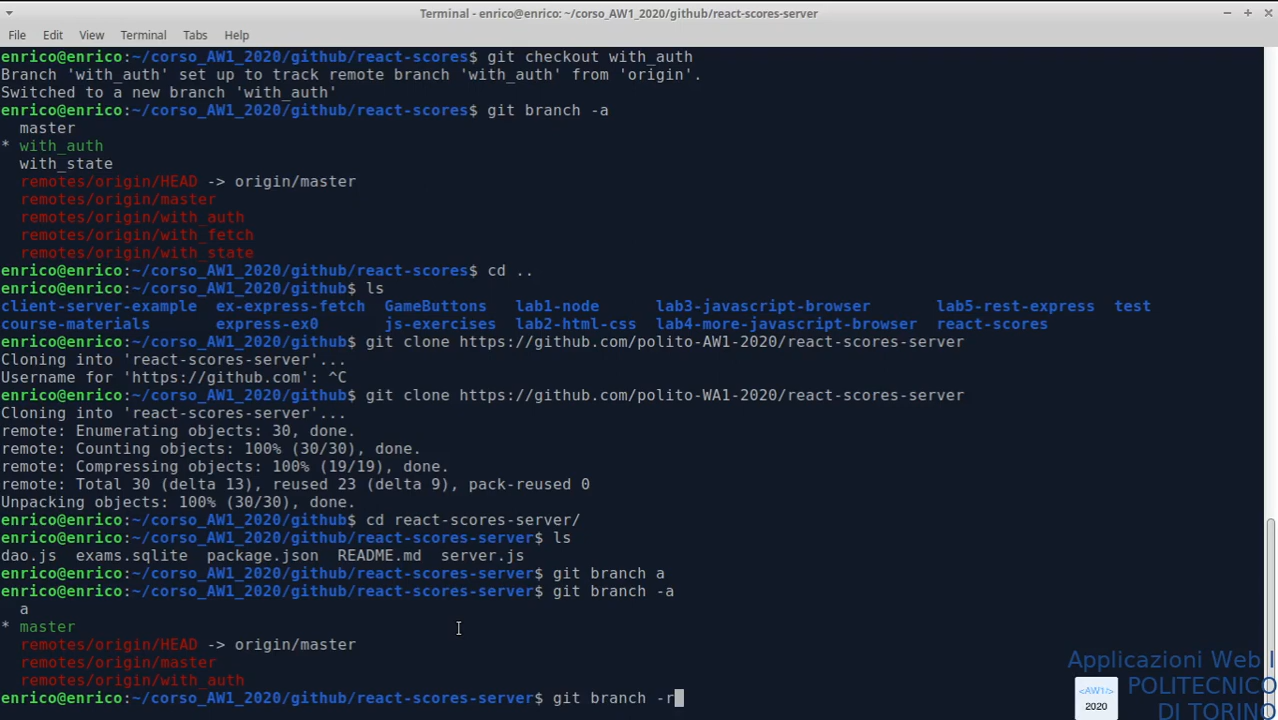 Terminal - enrico@enrico: ~/corso_AW1_2020/github/react-scores-server
File Edit View Terminal Tabs Help
enrico@enrico:~/corso_AW1_2020/github/react-scores$ git checkout with_auth
Branch 'with_auth' set up to track remote branch 'with_auth' from 'origin'.
Switched to a new branch 'with_auth'
enrico@enrico:~/corso_AW1_2020/github/react-scores$ git branch -a
  master
* with_auth
  with_state
  remotes/origin/HEAD -> origin/master
  remotes/origin/master
  remotes/origin/with_auth
  remotes/origin/with_fetch
  remotes/origin/with_state
enrico@enrico:~/corso_AW1_2020/github/react-scores$ cd ..
enrico@enrico:~/corso_AW1_2020/github$ ls
client-server-example  ex-express-fetch  GameButtons   lab1-node      lab3-javascript-browser       lab5-rest-express  test
course-materials       express-ex0       js-exercises  lab2-html-css  lab4-more-javascript-browser  react-scores
enrico@enrico:~/corso_AW1_2020/github$ git clone https://github.com/polito-AW1-2020/react-scores-server
Cloning into 'react-scores-server'...
Username for 'https://github.com': ^C
enrico@enrico:~/corso_AW1_2020/github$ git clone https://github.com/polito-WA1-2020/react-scores-server
Cloning into 'react-scores-server'...
remote: Enumerating objects: 30, done.
remote: Counting objects: 100% (30/30), done.
remote: Compressing objects: 100% (19/19), done.
remote: Total 30 (delta 13), reused 23 (delta 9), pack-reused 0
Unpacking objects: 100% (30/30), done.
enrico@enrico:~/corso_AW1_2020/github$ cd react-scores-server/
enrico@enrico:~/corso_AW1_2020/github/react-scores-server$ ls
dao.js  exams.sqlite  package.json  README.md  server.js
enrico@enrico:~/corso_AW1_2020/github/react-scores-server$ git branch a
enrico@enrico:~/corso_AW1_2020/github/react-scores-server$ git branch -a
  a
* master
  remotes/origin/HEAD -> origin/master
  remotes/origin/master
  remotes/origin/with_auth
enrico@enrico:~/corso_AW1_2020/github/react-scores-server$ git branch -r
Applicazioni Web I
<AW1/>
2020
POLITECNICO
DI TORINO